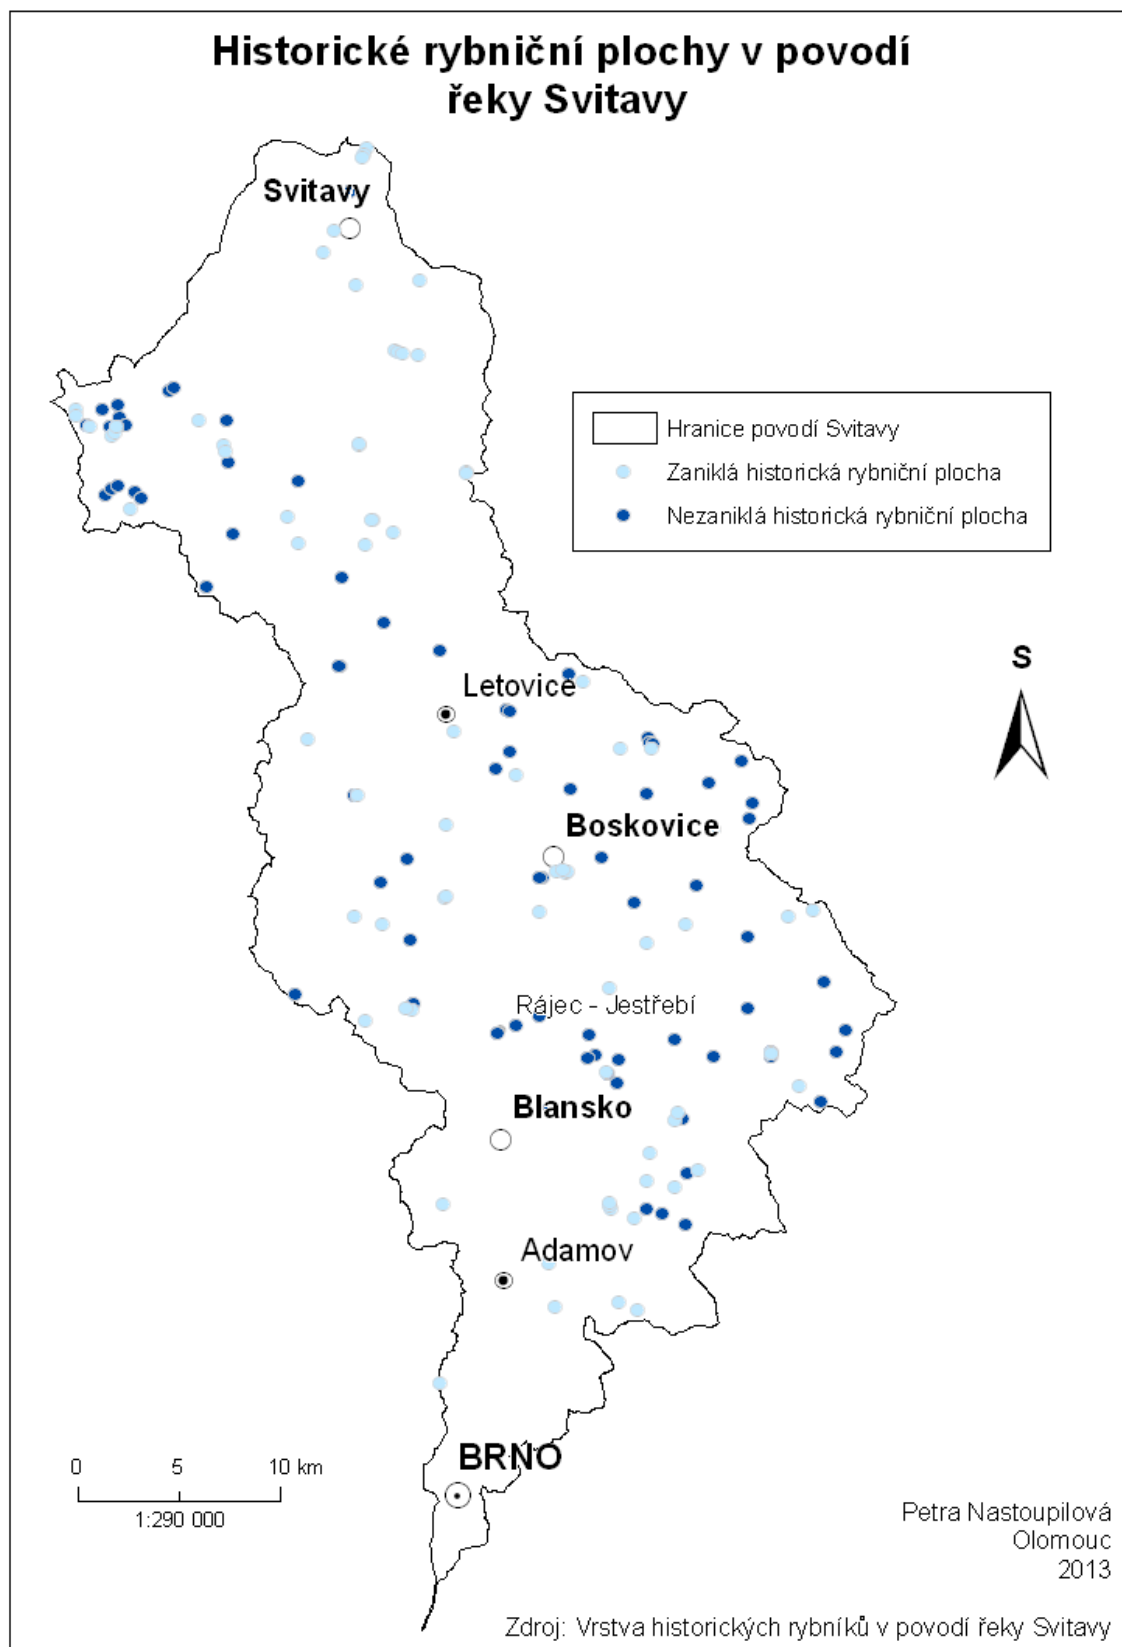 Historické rybniční plochy v povodí
řeky Svitavy
Svitavy
Hranice povodí Svitavy
Zaniklá historická rybniční plocha
Nezaniklá historická rybniční plocha
S
Letovice
Boskovice
Rájec - Jestřebí
Blansko
Adamov
BRNO
0 5 10 km
1:290 000
Petra Nastoupilová
Olomouc
2013
Zdroj: Vrstva historických rybníků v povodí řeky Svitavy